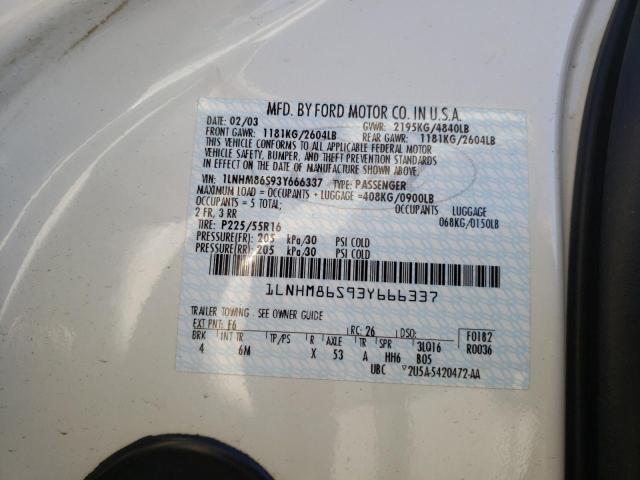 MFD. BY FORD MOTOR CO. IN U.S.A.
DATE: 02/03 GVWR: 2195KG/4840LB
FRONT GAWR: 1181KG/2604LB REAR GAWR: 1181KG/2604LB
THIS VEHICLE CONFORMS TO ALL APPLICABLE FEDERAL MOTOR
VEHICLE SAFETY, BUMPER, AND THEFT PREVENTION STANDARDS IN
EFFECT ON THE DATE OF MANUFACTURE SHOWN ABOVE.
VIN: 1LNHM86S93Y666337 TYPE: PASSENGER
MAXIMUM LOAD = OCCUPANTS + LUGGAGE =408KG/0900LB
OCCUPANTS = 5 TOTAL: OCCUPANTS LUGGAGE
2 FR, 3 RR 068KG/0150LB
TIRE: P225/55R16
PRESSURE(FR) 205 kPa/30 PSI COLD
PRESSURE(RR) 205 kPa/30 PSI COLD
1LNHM86S93Y666337
TRAILER TOWING - SEE OWNER GUIDE
EXT PNT: F6 RC: 26 DSO: F0182
BRK INT TR TP/PS R AXLE TR SPR 3LQ16 R0036
4 6M X 53 A HH6 B05
UBC 2U5A-5420472-AA